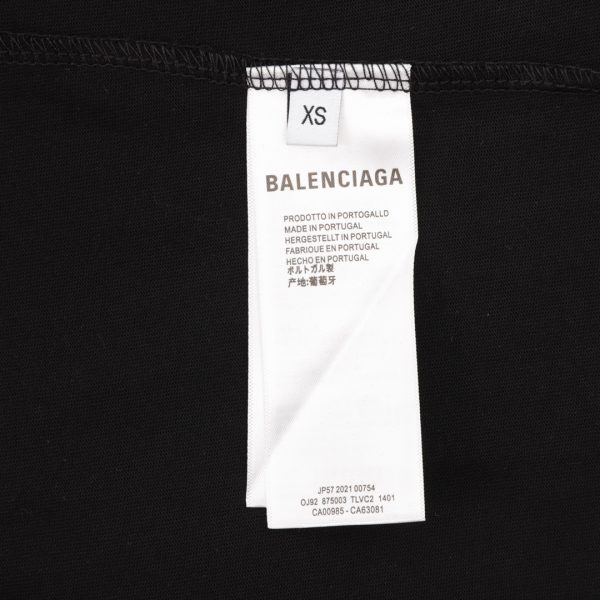 XS
BALENCIAGA
PRODOTTO IN PORTOGALLD
MADE IN PORTUGAL
HERGESTELLT IN PORTUGAL
FABRIQUE EN PORTUGAL
HECHO EN PORTUGAL
ポルトガル製
产地:葡萄牙
JP57 2021 00754
OJ92 875003 TLVC2 1401
CA00985 - CA63081